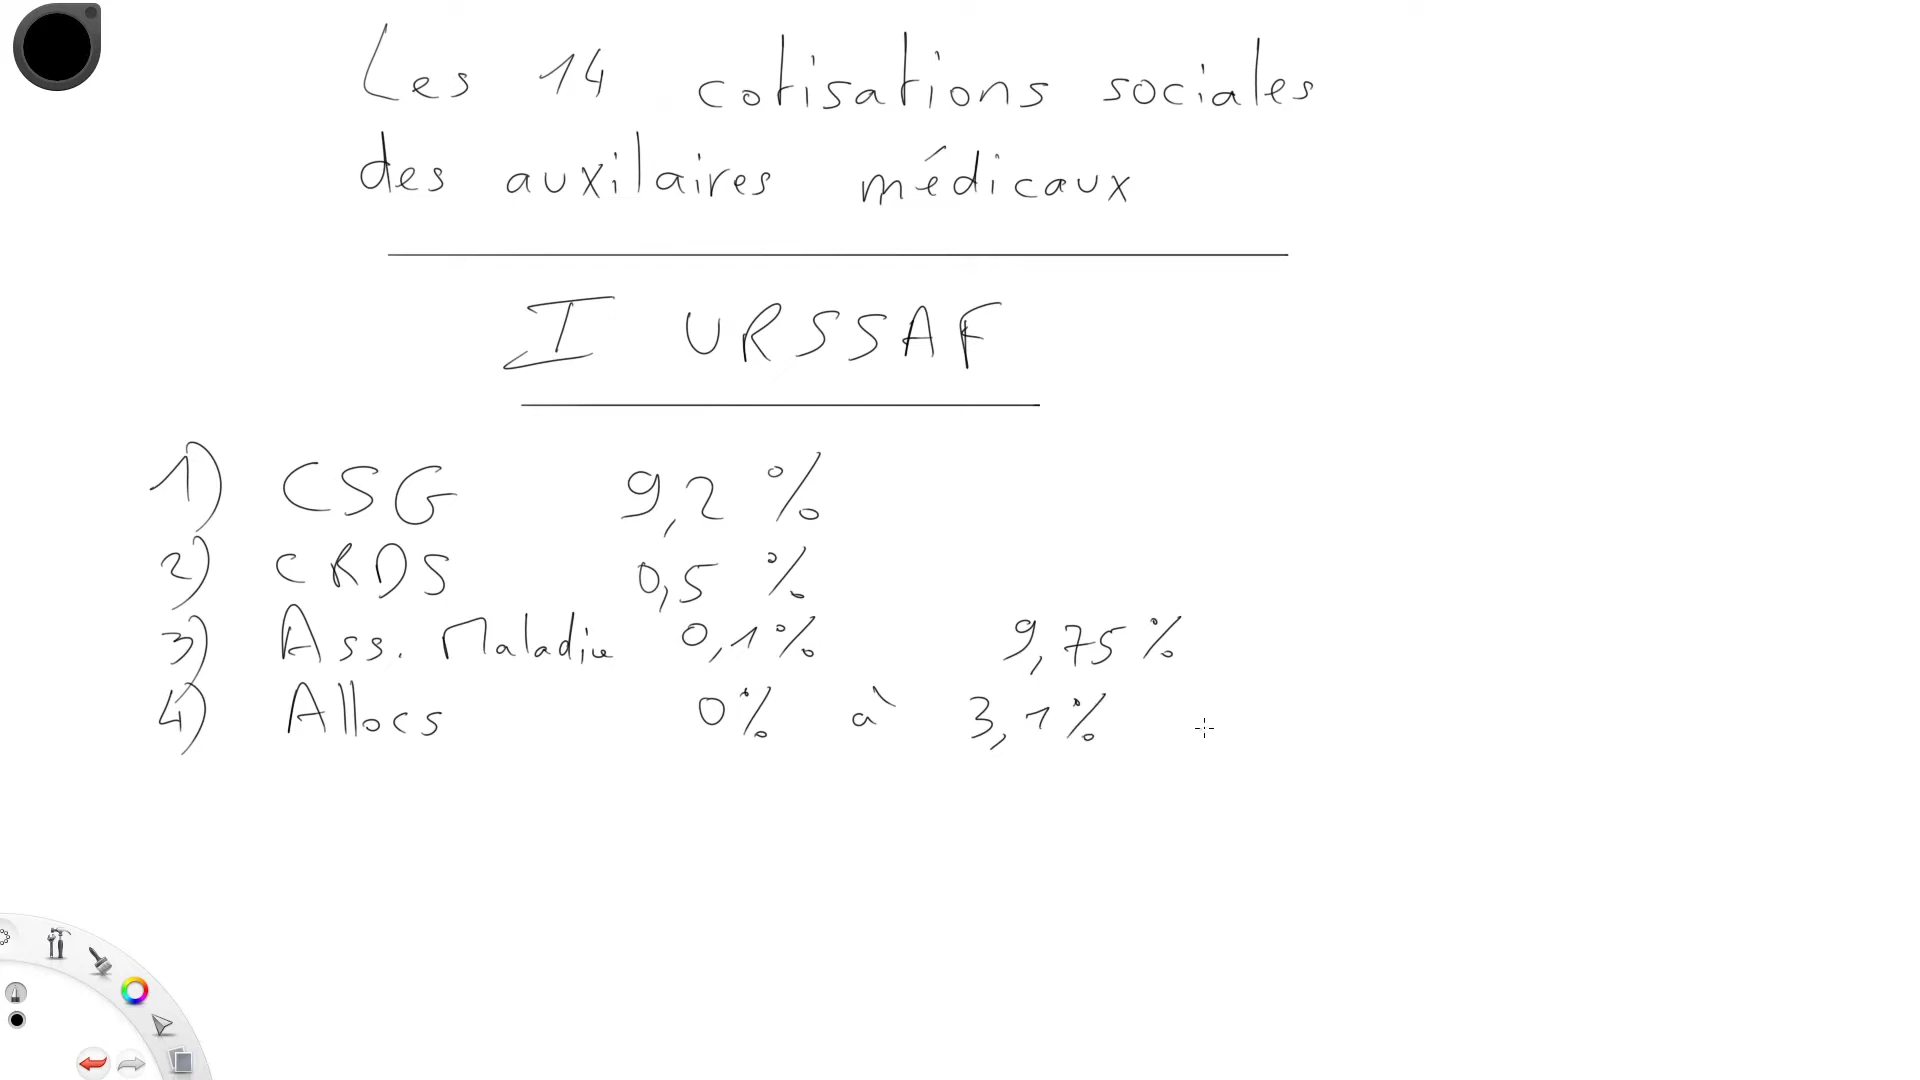 Les 14 cotisations sociales
des auxilaires médicaux
I URSSAF
1) CSG 9,2 %
2) CRDS 0,5 %
3) Ass. Maladie 0,1% 9,75 %
4) Allocs 0% à 3,1%